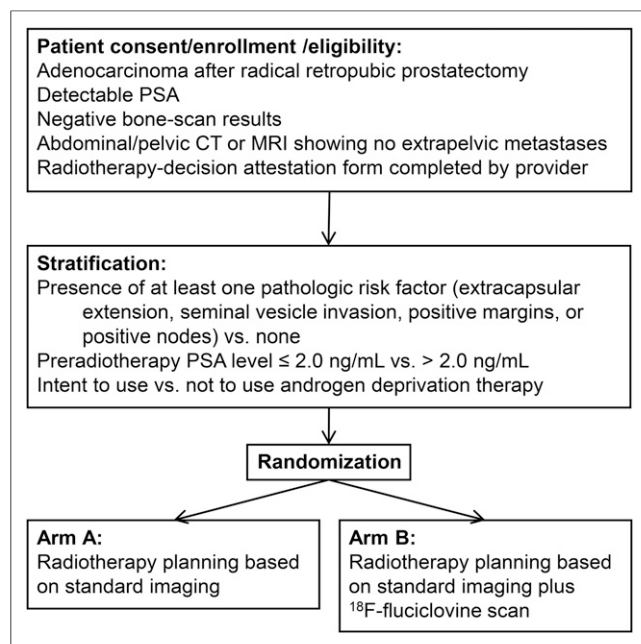 Patient consent/enrollment /eligibility:
Adenocarcinoma after radical retropubic prostatectomy
Detectable PSA
Negative bone-scan results
Abdominal/pelvic CT or MRI showing no extrapelvic metastases
Radiotherapy-decision attestation form completed by provider
Stratification:
Presence of at least one pathologic risk factor (extracapsular
extension, seminal vesicle invasion, positive margins, or
positive nodes) vs. none
Preradiotherapy PSA level ≤ 2.0 ng/mL vs. > 2.0 ng/mL
Intent to use vs. not to use androgen deprivation therapy
Randomization
Arm A:
Radiotherapy planning based
on standard imaging
Arm B:
Radiotherapy planning based
on standard imaging plus
¹⁸F-fluciclovine scan